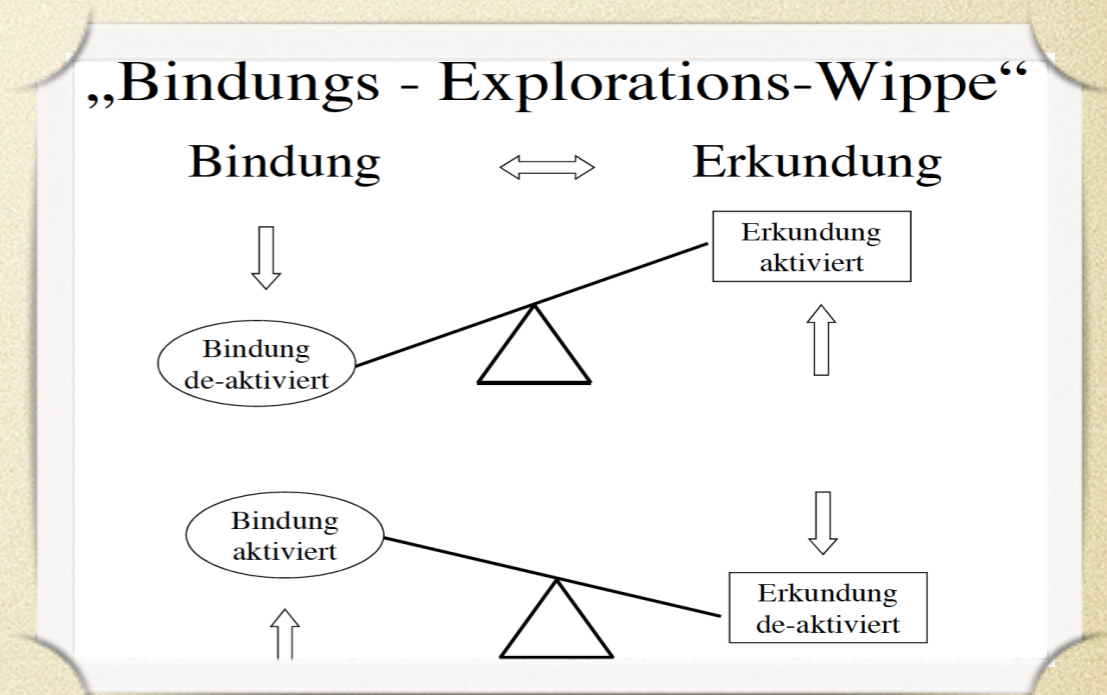 „Bindungs - Explorations-Wippe“
Bindung
Erkundung
Erkundung
aktiviert
Bindung
de-aktiviert
Bindung
aktiviert
Erkundung
de-aktiviert